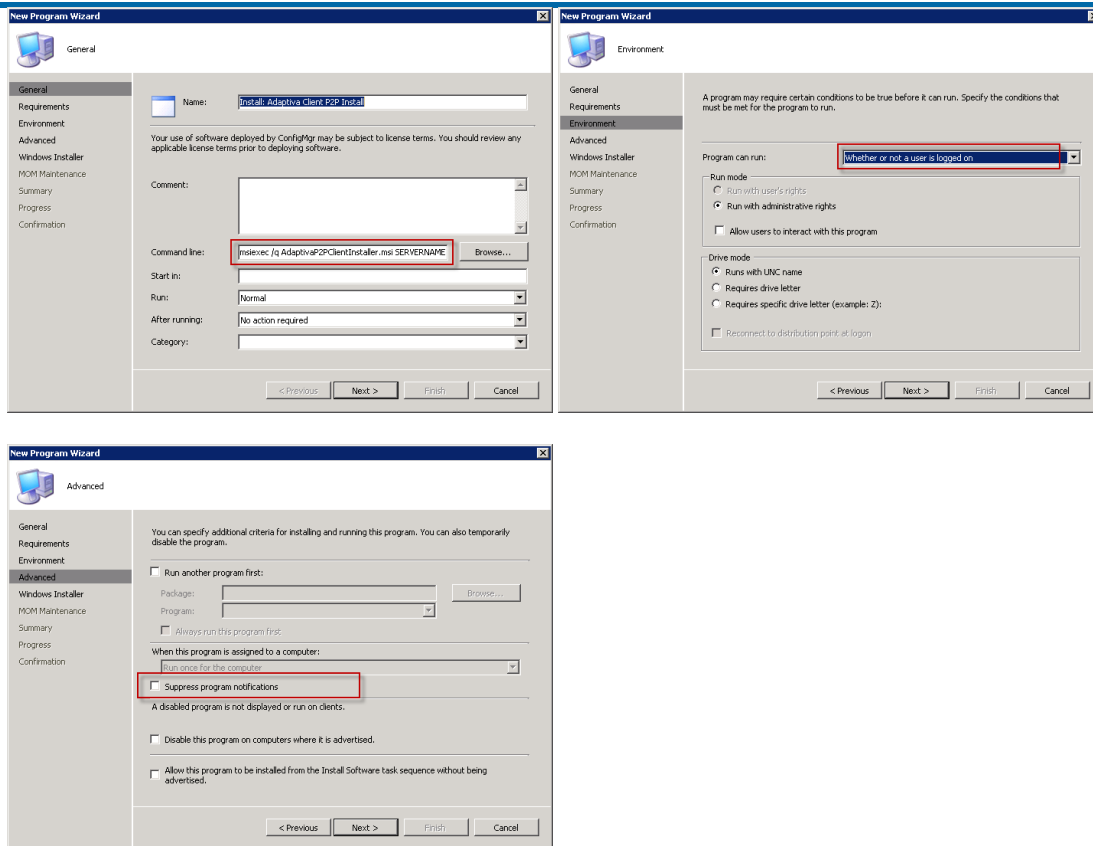 New Program Wizard
General
General
Requirements
Environment
Advanced
Windows Installer
MOM Maintenance
Summary
Progress
Confirmation
Name:
Install: Adaptiva Client P2P Install
Your use of software deployed by ConfigMgr may be subject to license terms. You should review any
applicable license terms prior to deploying software.
Comment:
Command line:
msiexec /q AdaptivaP2PClientInstaller.msi SERVERNAME
Browse...
Start in:
Run:
Normal
After running:
No action required
Category:
< Previous
Next >
Finish
Cancel
New Program Wizard
Environment
General
Requirements
Environment
Advanced
Windows Installer
MOM Maintenance
Summary
Progress
Confirmation
A program may require certain conditions to be true before it can run. Specify the conditions that
must be met for the program to run.
Program can run:
Whether or not a user is logged on
Run mode
Run with user's rights
Run with administrative rights
Allow users to interact with this program
Drive mode
Runs with UNC name
Requires drive letter
Requires specific drive letter (example: Z):
Reconnect to distribution point at logon
< Previous
Next >
Finish
Cancel
New Program Wizard
Advanced
General
Requirements
Environment
Advanced
Windows Installer
MOM Maintenance
Summary
Progress
Confirmation
You can specify additional criteria for installing and running this program. You can also temporarily
disable the program.
Run another program first:
Package:
Browse...
Program:
Always run this program first
When this program is assigned to a computer:
Run once for the computer
Suppress program notifications
A disabled program is not displayed or run on clients.
Disable this program on computers where it is advertised.
Allow this program to be installed from the Install Software task sequence without being
advertised.
< Previous
Next >
Finish
Cancel